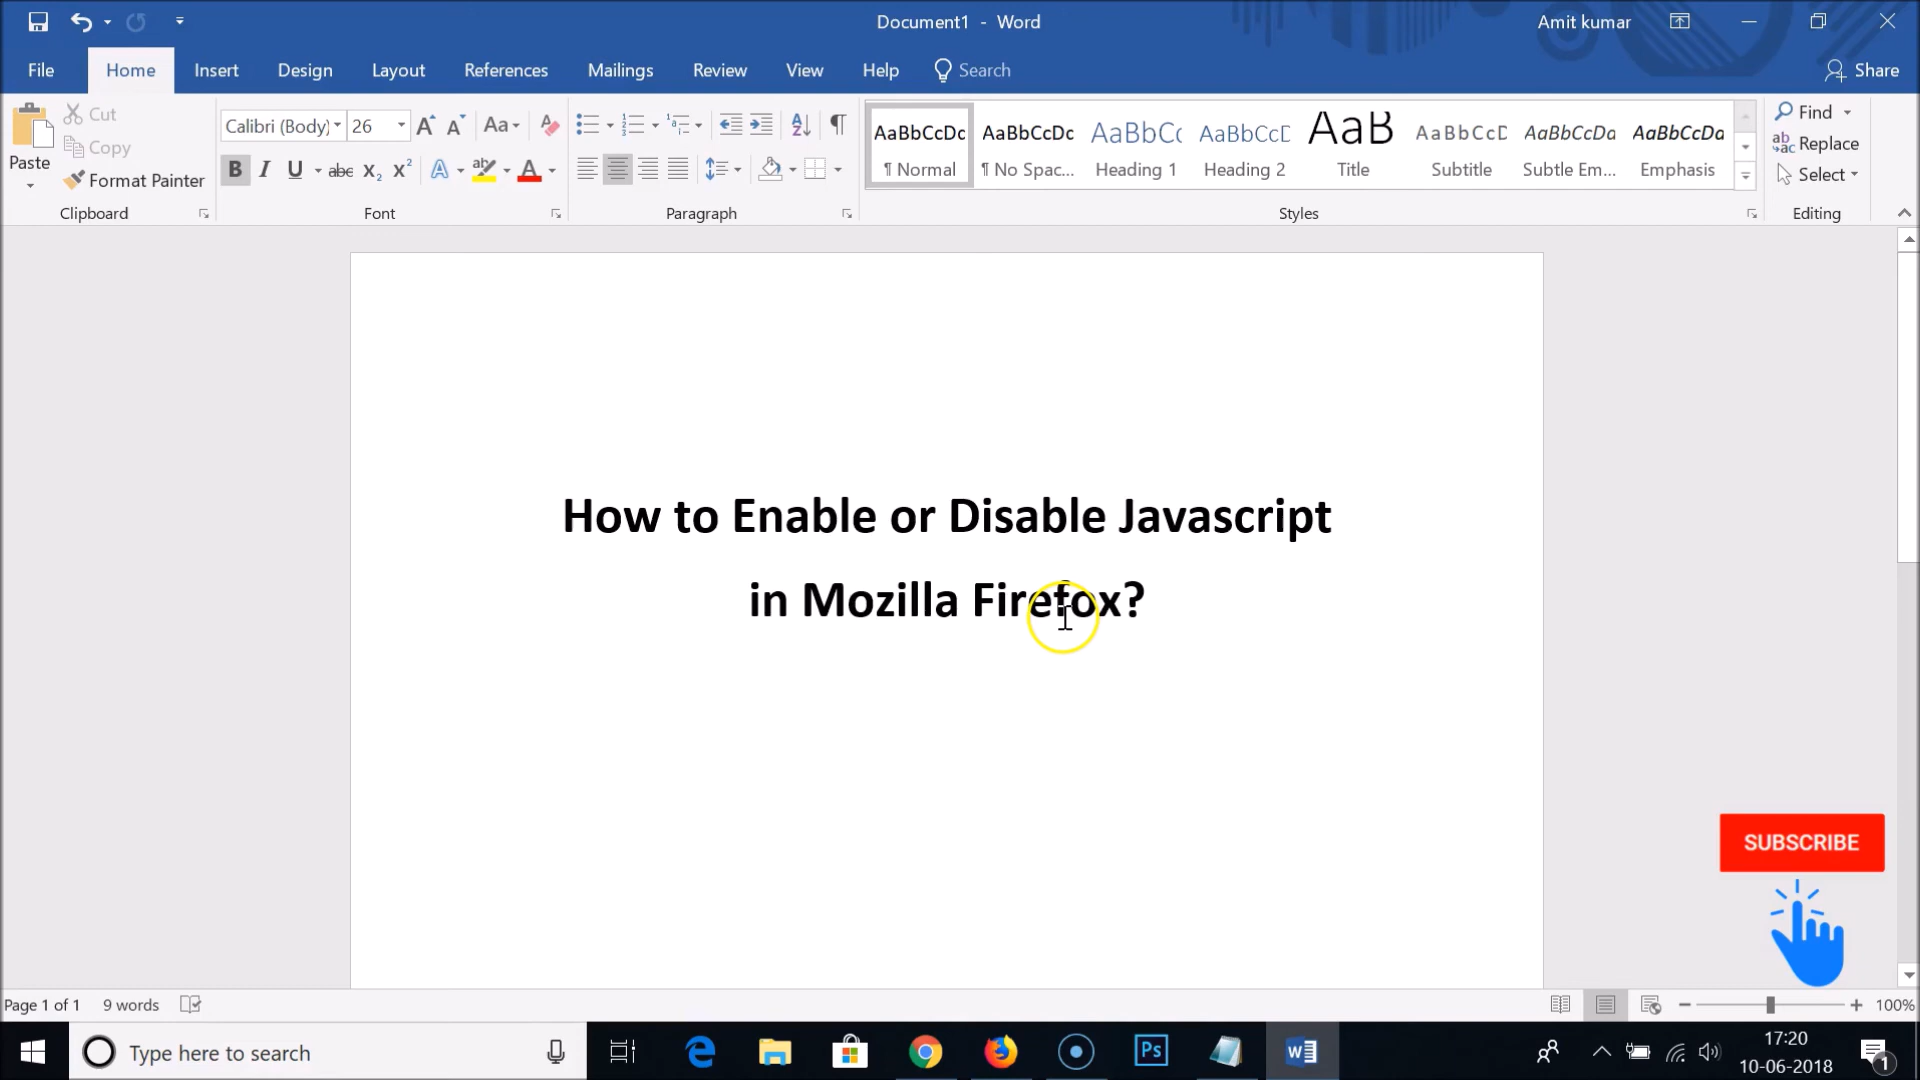 Document1 - Word
Amit kumar
File Home Insert Design Layout References Mailings Review View Help Search Share
Paste
Cut
Copy
Format Painter
Clipboard
Calibri (Body) 26
Font
Paragraph
AaBbCcDc AaBbCcDc AaBbCc AaBbCcD AaB AaBbCcD AaBbCcDa AaBbCcDa
¶ Normal ¶ No Spac... Heading 1 Heading 2 Title Subtitle Subtle Em... Emphasis
Styles
Find
Replace
Select
Editing
How to Enable or Disable Javascript
in Mozilla Firefox?
SUBSCRIBE
Page 1 of 1 9 words 100%
Type here to search
17:20
10-06-2018
1